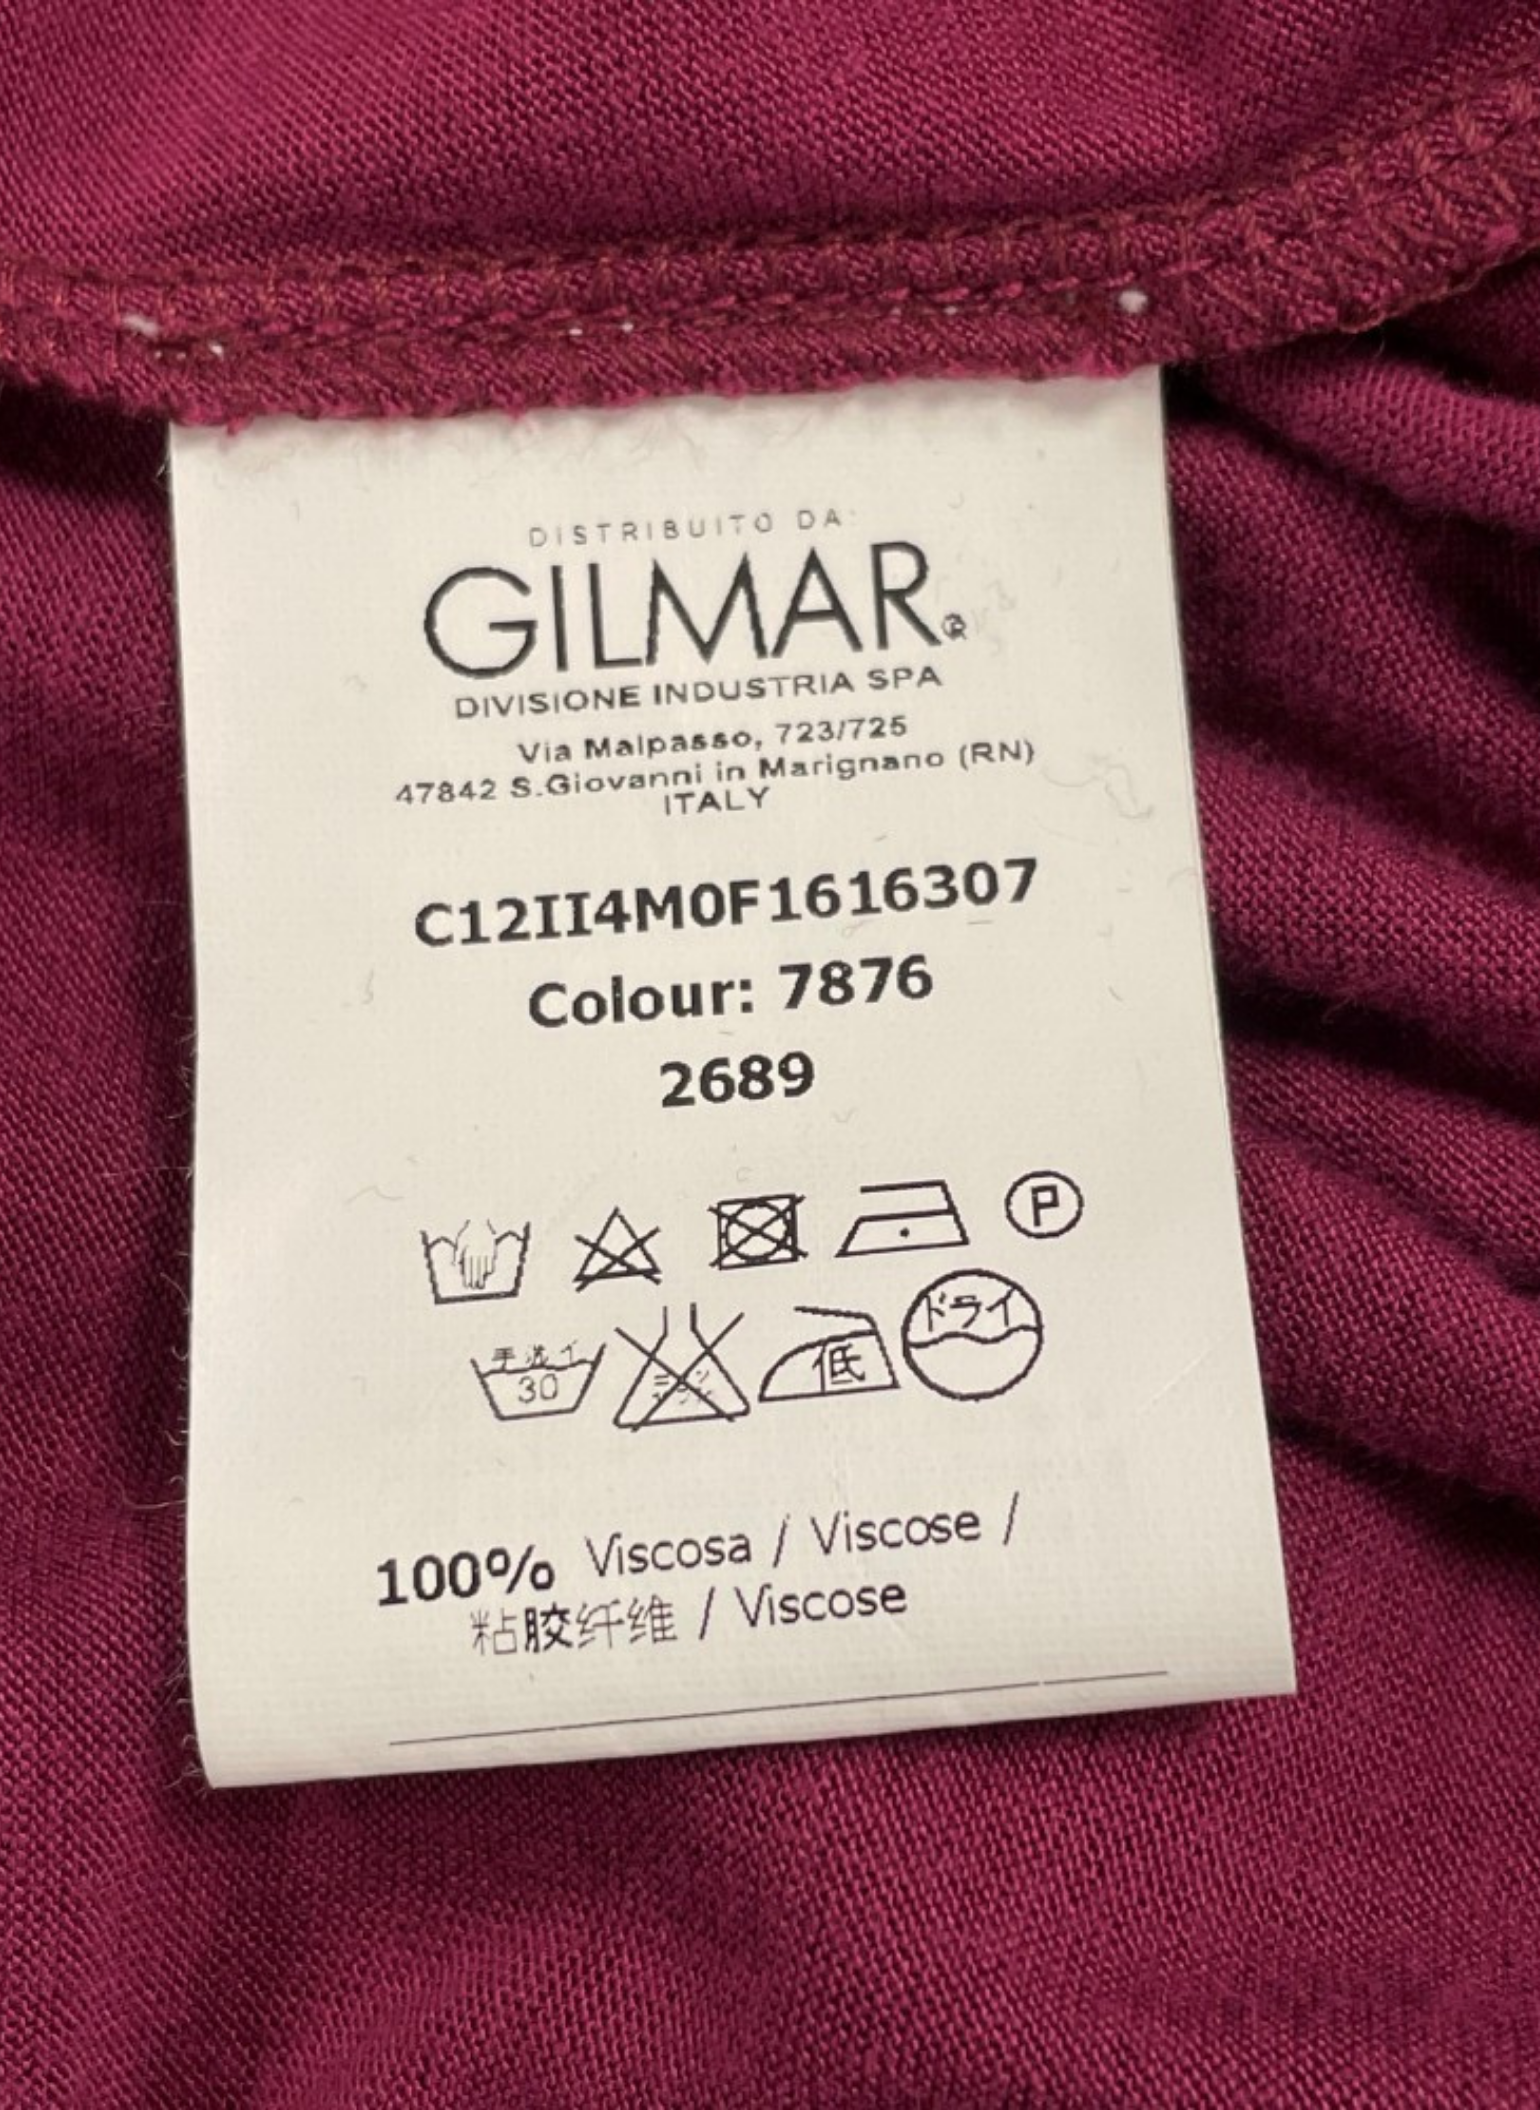 DISTRIBUITO DA:
GILMAR®
DIVISIONE INDUSTRIA SPA
Via Malpasso, 723/725
47842 S.Giovanni in Marignano (RN)
ITALY
C12II4M0F1616307
Colour: 7876
2689
P
手洗イ
30
ドライ
低
100% Viscosa / Viscose /
粘胶纤维 / Viscose